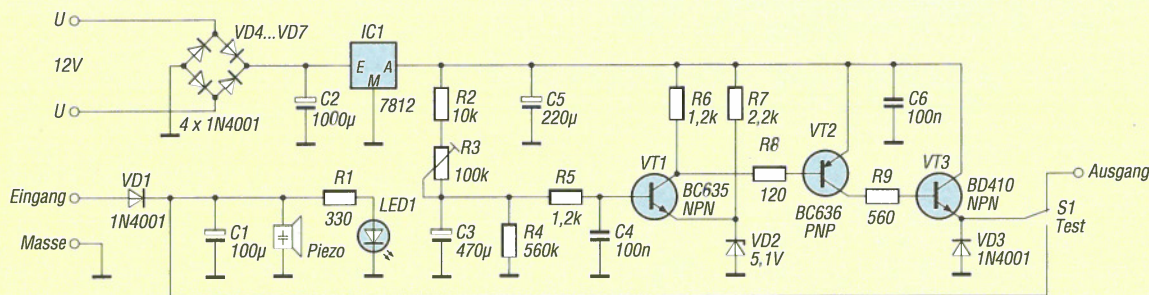 U
12V
U
VD4...VD7
4 x 1N4001
C2
1000µ
IC1
E A
M
7812
R2
10k
R3
100k
C5
220µ
R6
1,2k
R7
2,2k
R8
120
VT1
BC635
NPN
VT2
BC636
PNP
C6
100n
R9
560
VT3
BD410
NPN
Ausgang
S1
Test
Eingang
VD1
1N4001
Masse
C1
100µ
Piezo
R1
330
LED1
C3
470µ
R4
560k
R5
1,2k
C4
100n
VD2
5,1V
VD3
1N4001